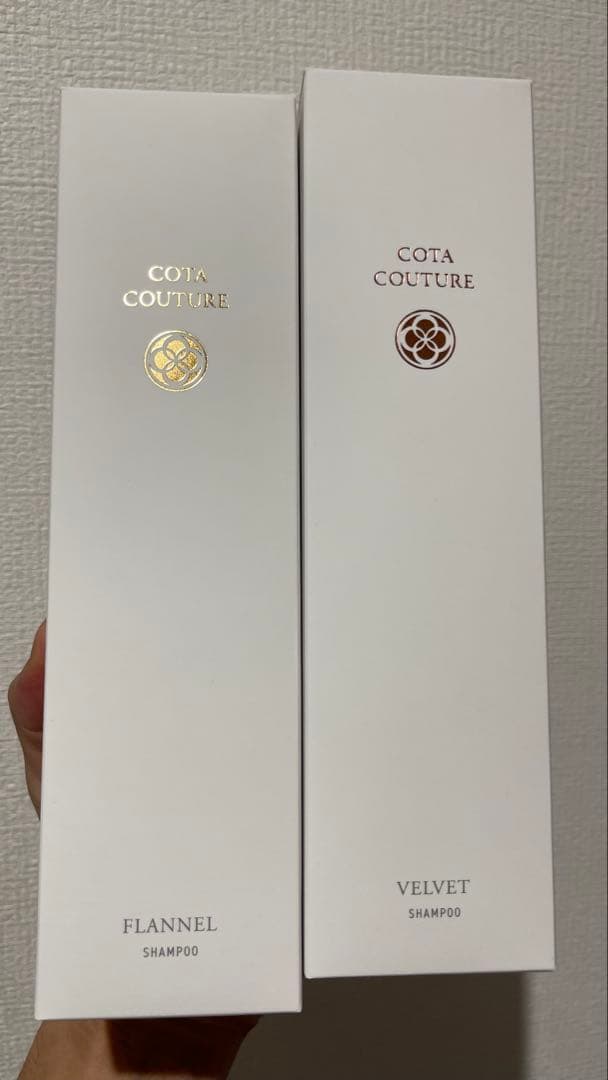 COTA
COUTURE
FLANNEL
SHAMPOO
COTA
COUTURE
VELVET
SHAMPOO